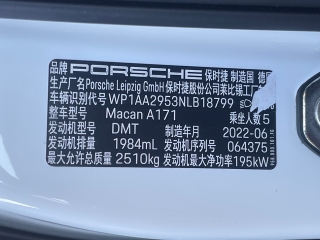 品牌 PORSCHE 保时捷 制造国 德
生产厂名 Porsche Leipzig GmbH 保时捷股份公司莱比锡工厂
车辆识别代号 WP1AA2953NLB18799
整车型号 Macan A171 乘坐人数 5
发动机型号 DMT 制造年月 2022-06
发动机排量 1984mL 发动机序列号 064375
最大允许总质量 2510kg 发动机最大净功率 195kW